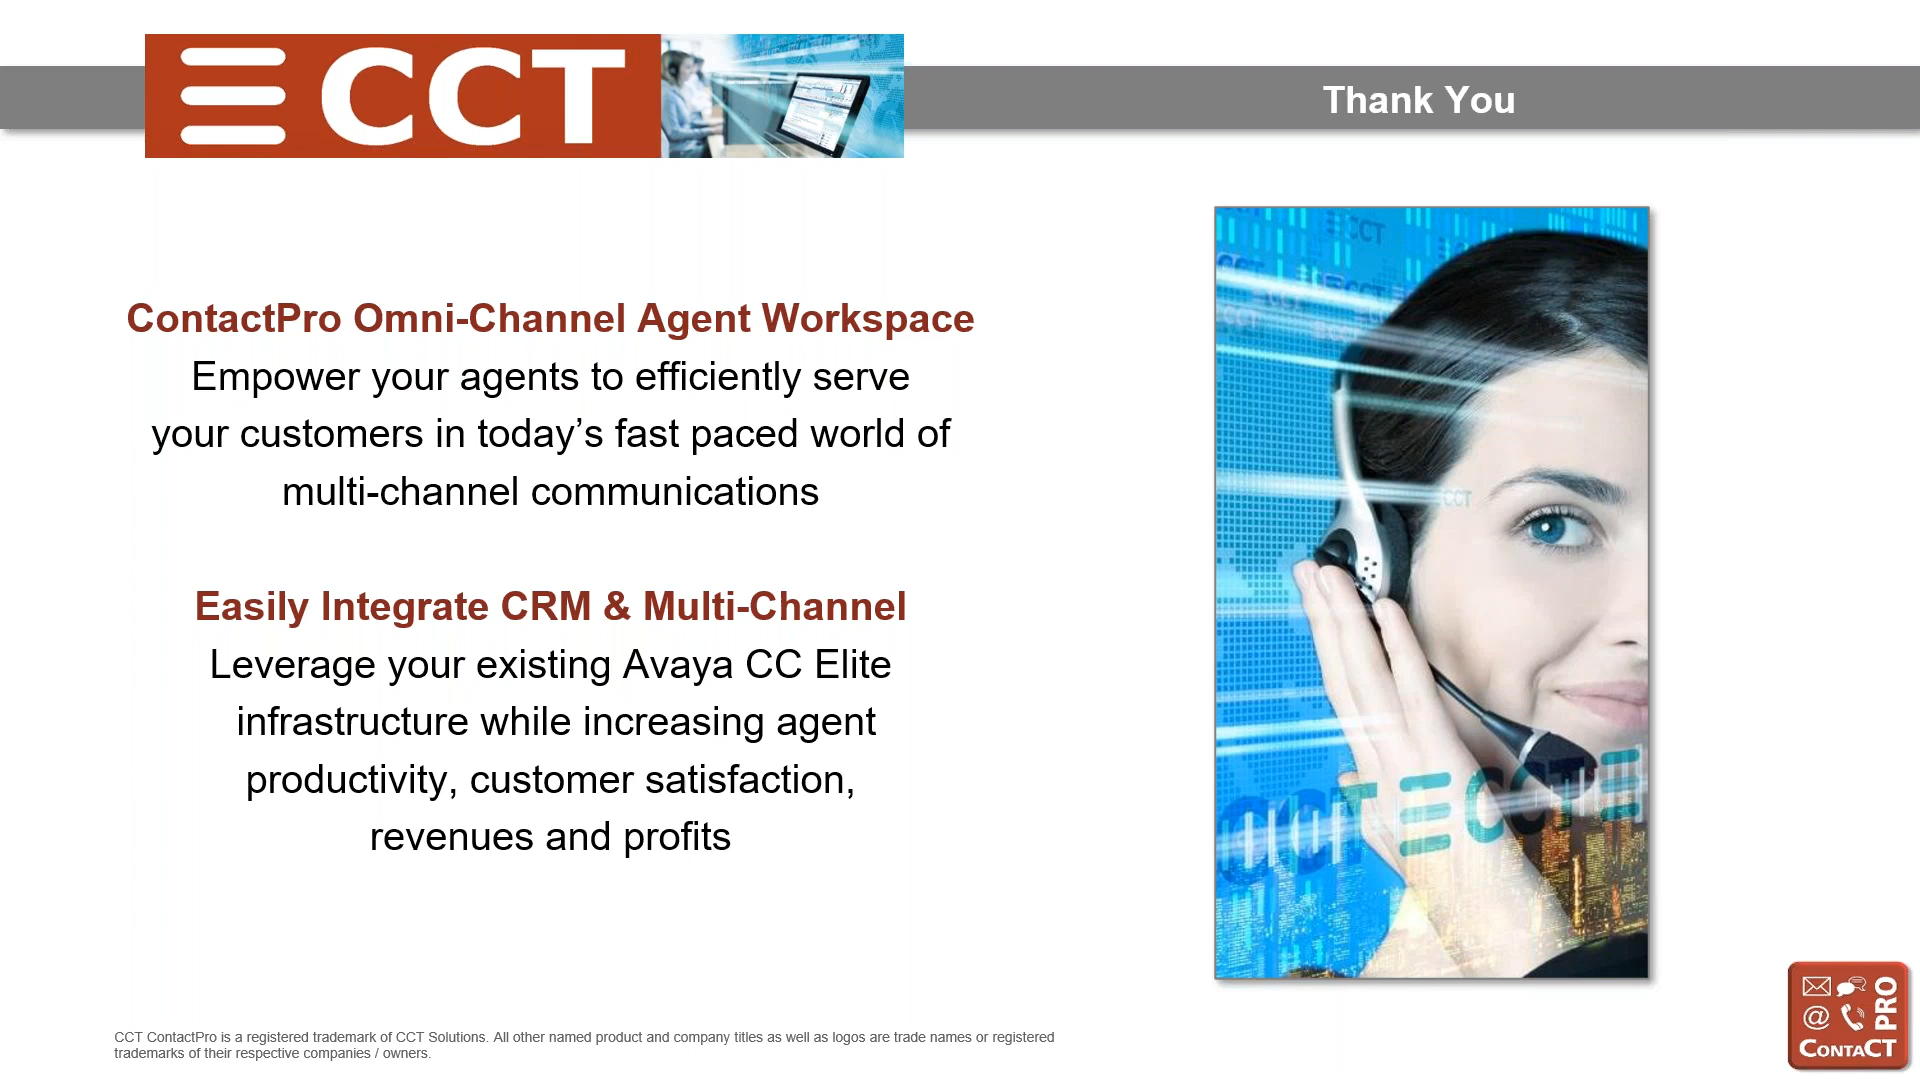 CCT
Thank You
ContactPro Omni-Channel Agent Workspace
Empower your agents to efficiently serve
your customers in today’s fast paced world of
multi-channel communications
Easily Integrate CRM & Multi-Channel
Leverage your existing Avaya CC Elite
infrastructure while increasing agent
productivity, customer satisfaction,
revenues and profits
CCT
CCT
CCT CCT
CCT ContactPro is a registered trademark of CCT Solutions. All other named product and company titles as well as logos are trade names or registered
trademarks of their respective companies / owners.
@
PRO
CONTACT